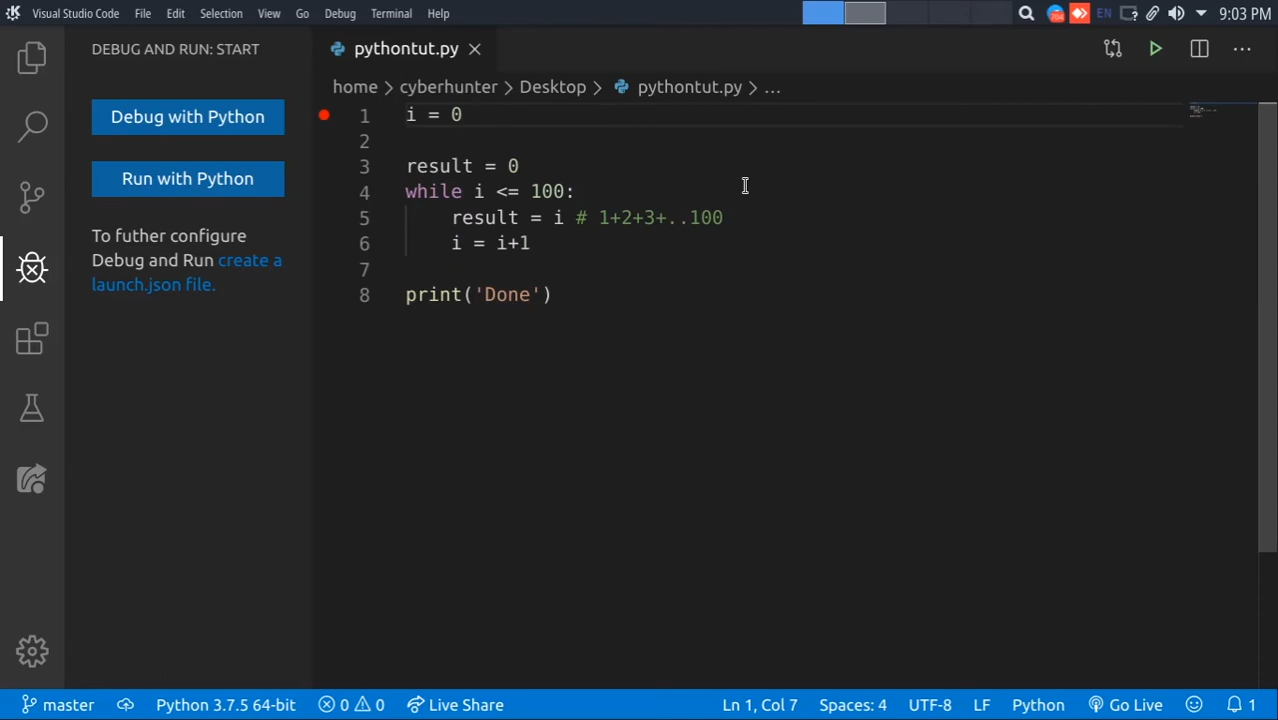 Visual Studio Code File Edit Selection View Go Debug Terminal Help EN 9:03 PM
DEBUG AND RUN: START
Debug with Python
Run with Python
To futher configure
Debug and Run create a
launch.json file.
pythontut.py
home > cyberhunter > Desktop > pythontut.py > ...
1 i = 0
2
3 result = 0
4 while i <= 100:
5 result = i # 1+2+3+..100
6 i = i+1
7
8 print('Done')
master Python 3.7.5 64-bit 0 0 Live Share Ln 1, Col 7 Spaces: 4 UTF-8 LF Python Go Live 1